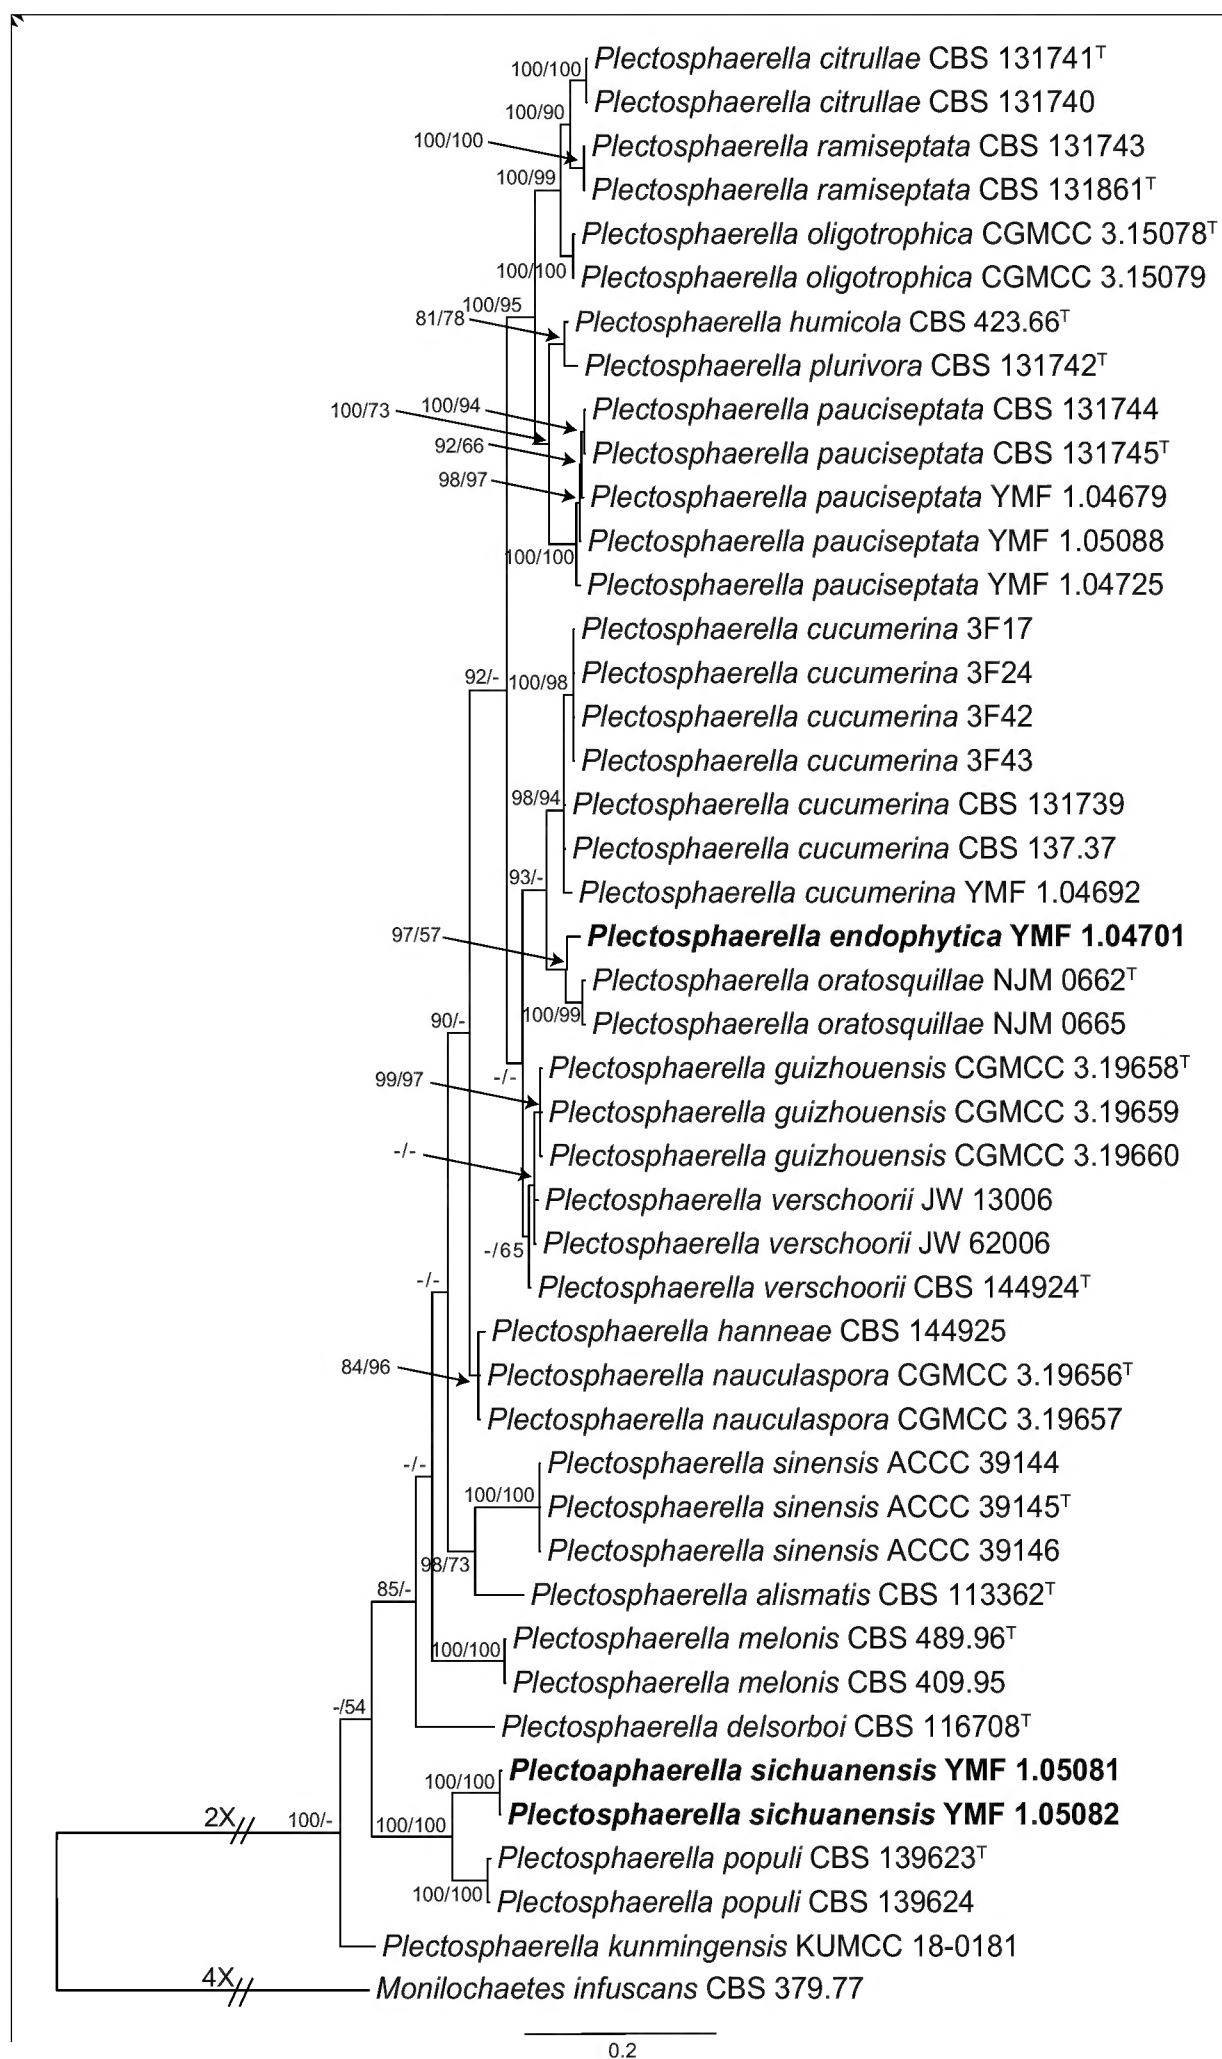 Plectosphaerella citrullae CBS 131741T
100/100
Plectosphaerella citrullae CBS 131740
100/90
100/100
Plectosphaerella ramiseptata CBS 131743
100/99
Plectosphaerella ramiseptata CBS 131861T
Plectosphaerella oligotrophica CGMCC 3.15078T
100/100
Plectosphaerella oligotrophica CGMCC 3.15079
100/95
81/78
Plectosphaerella humicola CBS 423.66T
Plectosphaerella plurivora CBS 131742T
100/73
100/94
Plectosphaerella pauciseptata CBS 131744
92/66
Plectosphaerella pauciseptata CBS 131745T
98/97
Plectosphaerella pauciseptata YMF 1.04679
Plectosphaerella pauciseptata YMF 1.05088
100/100
Plectosphaerella pauciseptata YMF 1.04725
Plectosphaerella cucumerina 3F17
92/-
100/98
Plectosphaerella cucumerina 3F24
Plectosphaerella cucumerina 3F42
Plectosphaerella cucumerina 3F43
98/94
Plectosphaerella cucumerina CBS 131739
Plectosphaerella cucumerina CBS 137.37
93/-
Plectosphaerella cucumerina YMF 1.04692
97/57
Plectosphaerella endophytica YMF 1.04701
Plectosphaerella oratosquillae NJM 0662T
90/-
100/99
Plectosphaerella oratosquillae NJM 0665
-/-
99/97
Plectosphaerella guizhouensis CGMCC 3.19658T
Plectosphaerella guizhouensis CGMCC 3.19659
-/-
Plectosphaerella guizhouensis CGMCC 3.19660
Plectosphaerella verschoorii JW 13006
-/65
Plectosphaerella verschoorii JW 62006
-/-
Plectosphaerella verschoorii CBS 144924T
Plectosphaerella hanneae CBS 144925
84/96
Plectosphaerella nauculaspora CGMCC 3.19656T
Plectosphaerella nauculaspora CGMCC 3.19657
-/-
Plectosphaerella sinensis ACCC 39144
100/100
Plectosphaerella sinensis ACCC 39145T
98/73
Plectosphaerella sinensis ACCC 39146
85/-
Plectosphaerella alismatis CBS 113362T
100/100
Plectosphaerella melonis CBS 489.96T
Plectosphaerella melonis CBS 409.95
-/54
Plectosphaerella delsorboi CBS 116708T
100/100
Plectoaphaerella sichuanensis YMF 1.05081
2X
100/-
100/100
Plectosphaerella sichuanensis YMF 1.05082
Plectosphaerella populi CBS 139623T
100/100
Plectosphaerella populi CBS 139624
Plectosphaerella kunmingensis KUMCC 18-0181
4X
Monilochaetes infuscans CBS 379.77
0.2